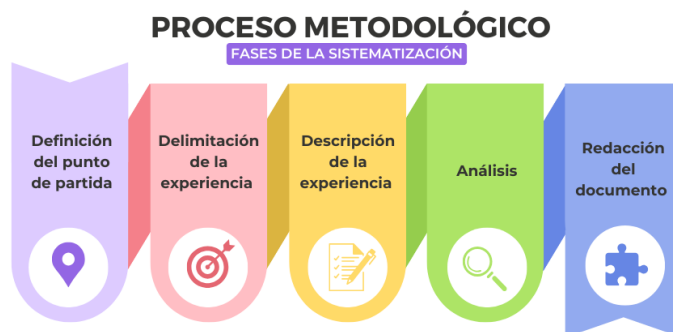 PROCESO METODOLÓGICO
FASES DE LA SISTEMATIZACIÓN
Definición
del punto
de partida
Delimitación
de la
experiencia
Descripción
de la
experiencia
Análisis
Redacción
del
documento